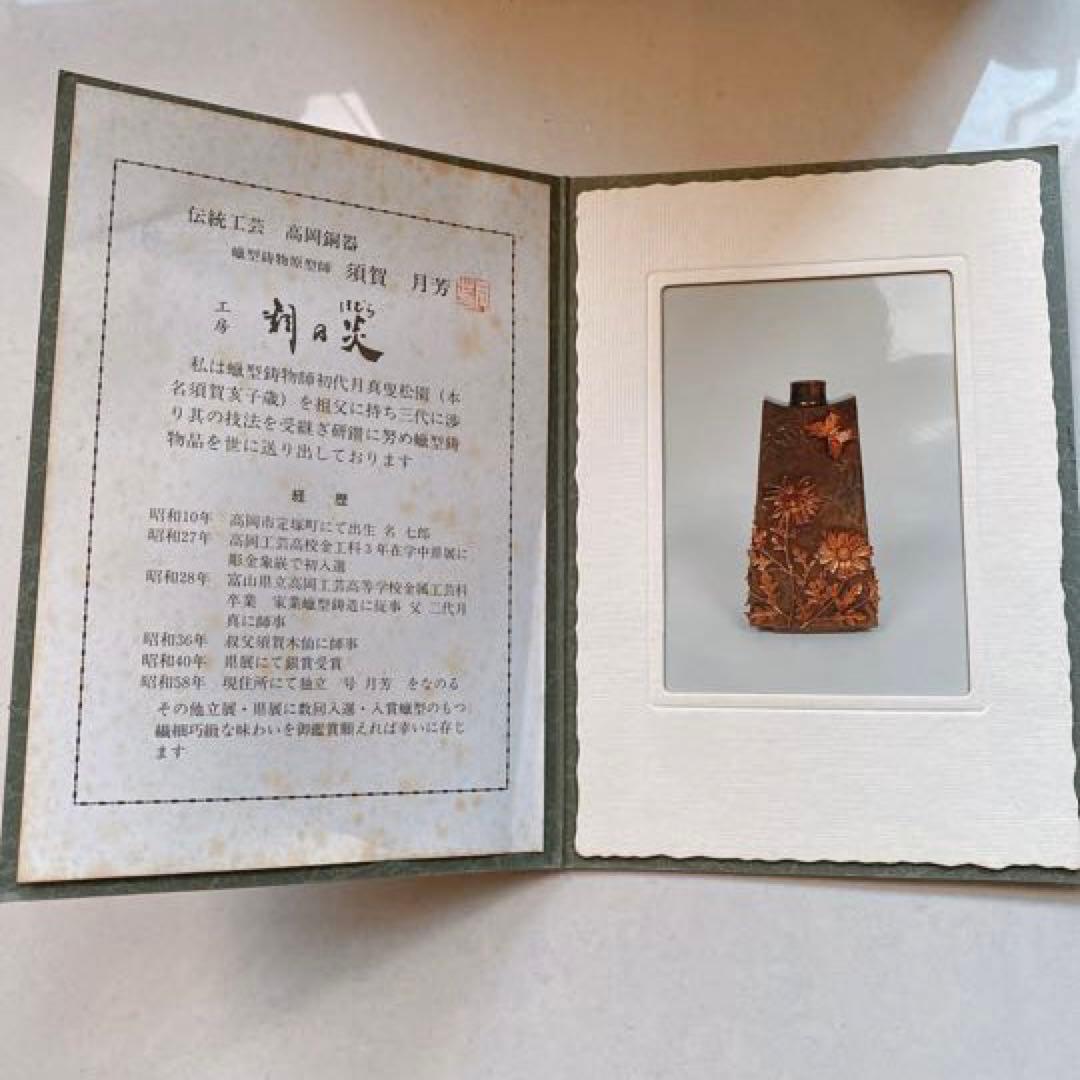 伝統工芸 高岡銅器
蠟型鋳物原型師 須賀 月芳
工房
炎
私は蠟型鋳物師初代月真叟松園（本
名須賀亥子歳）を祖父に持ち三代に渉
り其の技法を受継ぎ研鑽に努め蠟型鋳
物品を世に送り出しております
経 歴
昭和10年 高岡市定塚町にて出生 名 七郎
昭和27年 高岡工芸高校金工科3年在学中県展に
彫金象嵌で初入選
昭和28年 富山県立高岡工芸高等学校金属工芸科
卒業 家業蠟型鋳造に従事 父 二代月
真に師事
昭和36年 叔父須賀木仙に師事
昭和40年 県展にて銀賞受賞
昭和58年 現住所にて独立 号 月芳 をなのる
その他立展・県展に数回入選・入賞蠟型のもつ
繊細巧緻な味わいを御鑑賞願えれば幸いに存じ
ます